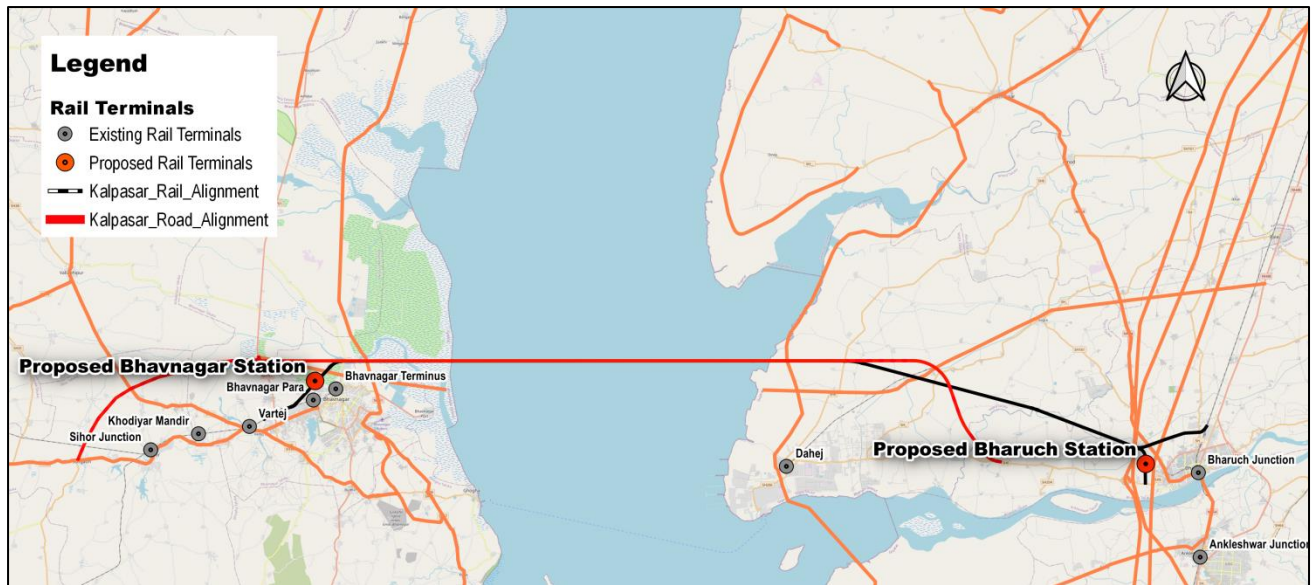 Legend
Rail Terminals
Existing Rail Terminals
Proposed Rail Terminals
Kalpasar_Rail_Alignment
Kalpasar_Road_Alignment
Proposed Bhavnagar Station
Bhavnagar Terminus
Bhavnagar Para
Bhavnagar
Vartej
Khodiyar Mandir
Sihor Junction
Dahej
Proposed Bharuch Station
Bharuch Junction
Ankleshwar Junction